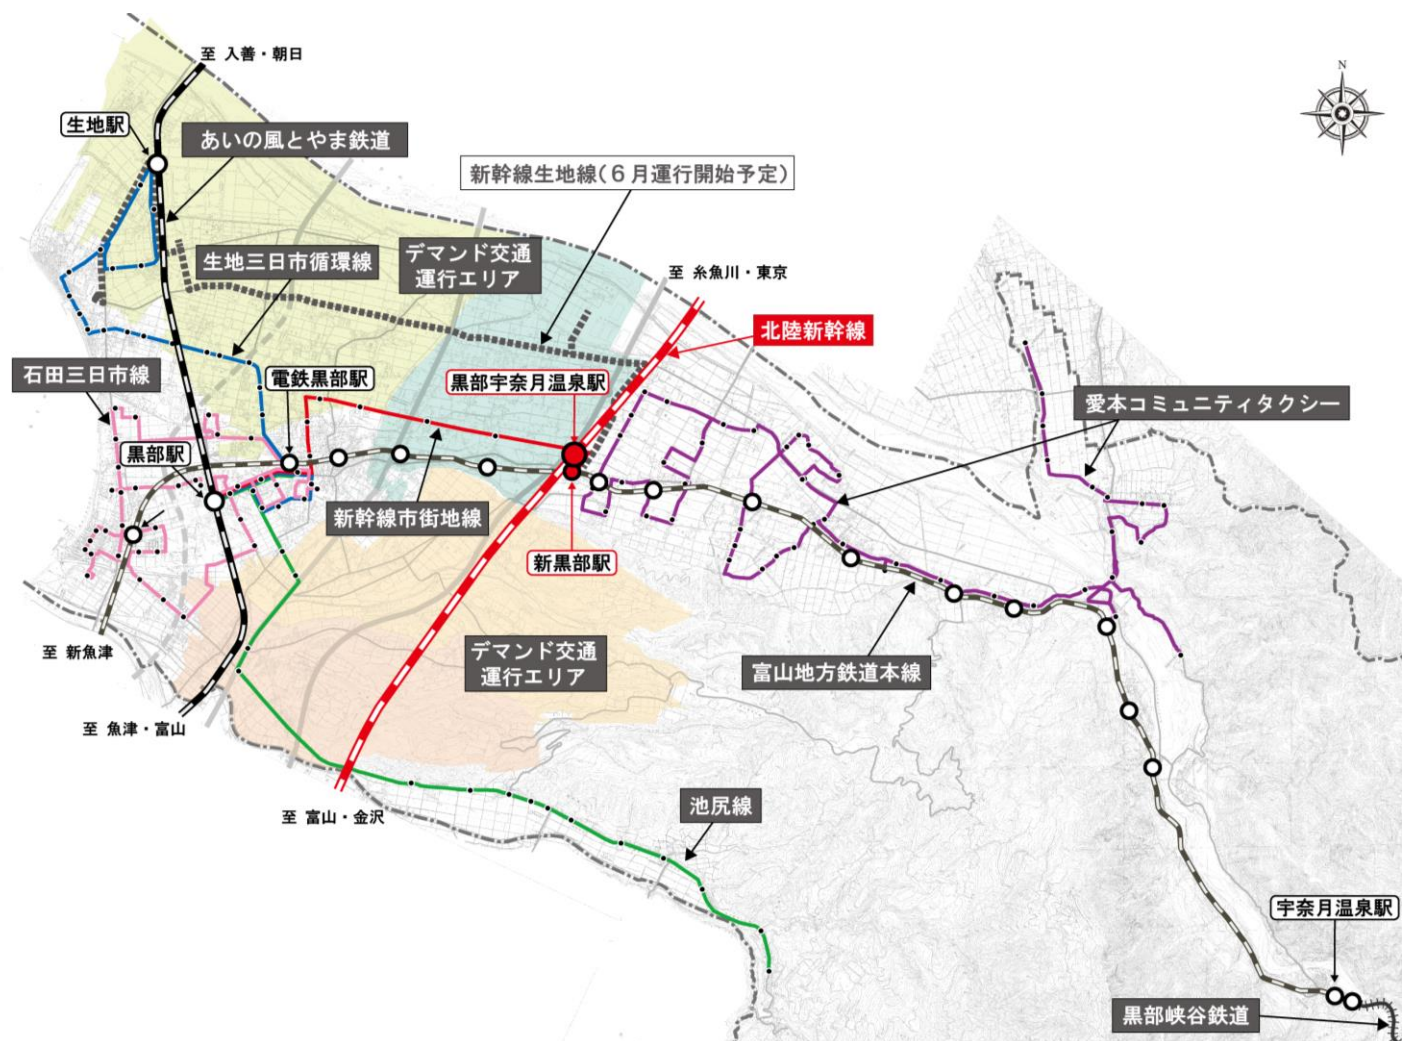 至 入善・朝日
N
生地駅
あいの風とやま鉄道
新幹線生地線(6月運行開始予定)
生地三日市循環線
デマンド交通
運行エリア
至 糸魚川・東京
北陸新幹線
石田三日市線
電鉄黒部駅
黒部宇奈月温泉駅
愛本コミュニティタクシー
黒部駅
新幹線市街地線
新黒部駅
至 新魚津
デマンド交通
運行エリア
富山地方鉄道本線
至 魚津・富山
至 富山・金沢
池尻線
宇奈月温泉駅
黒部峡谷鉄道